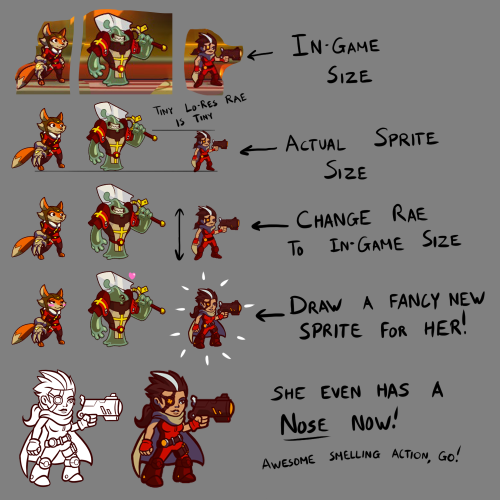 IN-GAME
SIZE
TINY LO-RES RAE
IS TINY
ACTUAL SPRITE
SIZE
CHANGE RAE
TO IN-GAME SIZE
DRAW A FANCY NEW
SPRITE FOR HER!
SHE EVEN HAS A
NOSE NOW!
AWESOME SMELLING ACTION, GO!